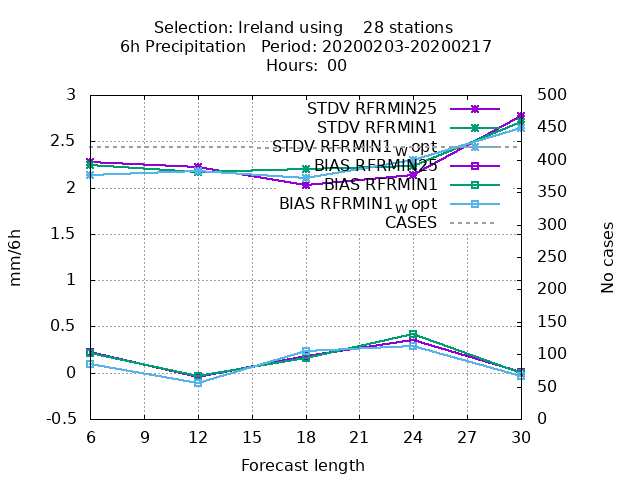 Selection: Ireland using    28 stations
6h Precipitation   Period: 20200203-20200217
Hours:  00
3
2.5
2
1.5
1
0.5
0
-0.5
mm/6h
500
450
400
350
300
250
200
150
100
50
0
No cases
STDV RFRMIN25
STDV RFRMIN1
STDV RFRMIN1w opt
BIAS RFRMIN25
BIAS RFRMIN1
BIAS RFRMIN1w opt
CASES
6 9 12 15 18 21 24 27 30
Forecast length